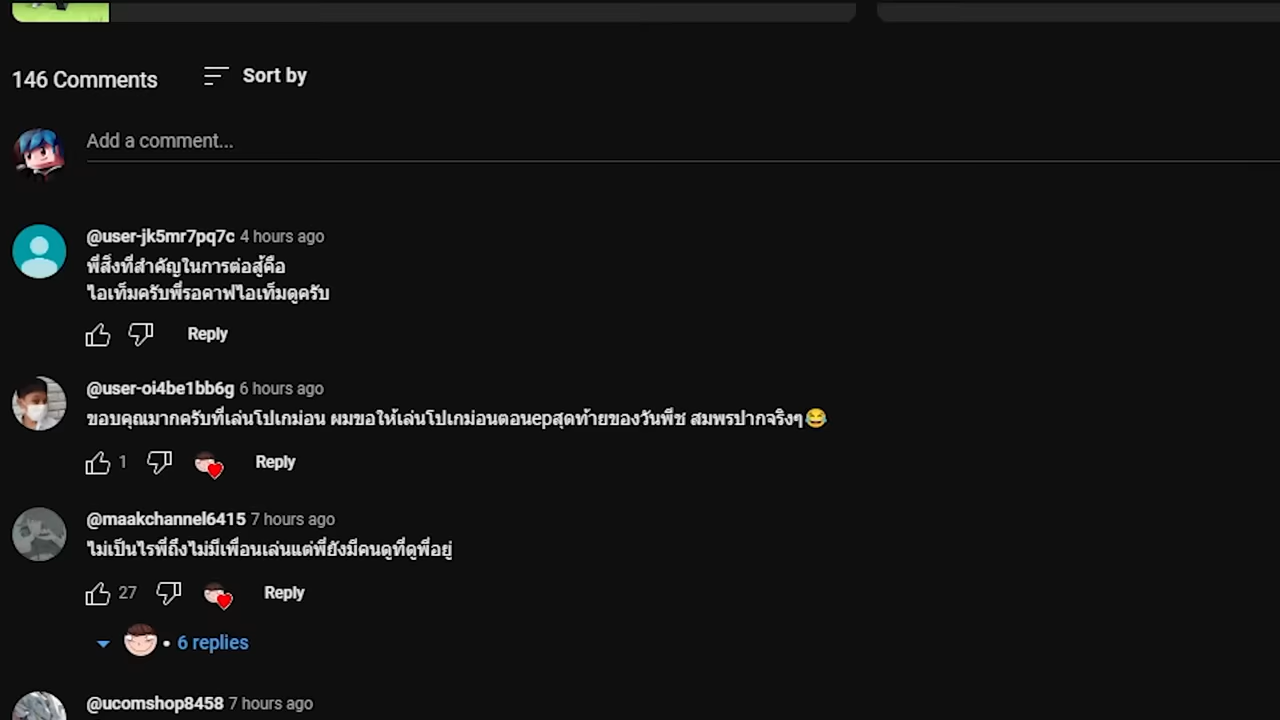 146 Comments
Sort by
Add a comment...
@user-jk5mr7pq7c 4 hours ago
พี่สิ่งที่สำคัญในการต่อสู้คือ
ไอเท็มครับพี่รอคาฟไอเท็มดูครับ
Reply
@user-oi4be1bb6g 6 hours ago
ขอบคุณมากครับที่เล่นโปเกม่อน ผมขอให้เล่นโปเกม่อนตอนepสุดท้ายของวันพีช สมพรปากจริงๆ😂
1 Reply
@maakchannel6415 7 hours ago
ไม่เป็นไรพี่ถึงไม่มีเพื่อนเล่นแต่พี่ยังมีคนดูที่ดูพี่อยู่
27 Reply
• 6 replies
@ucomshop8458 7 hours ago